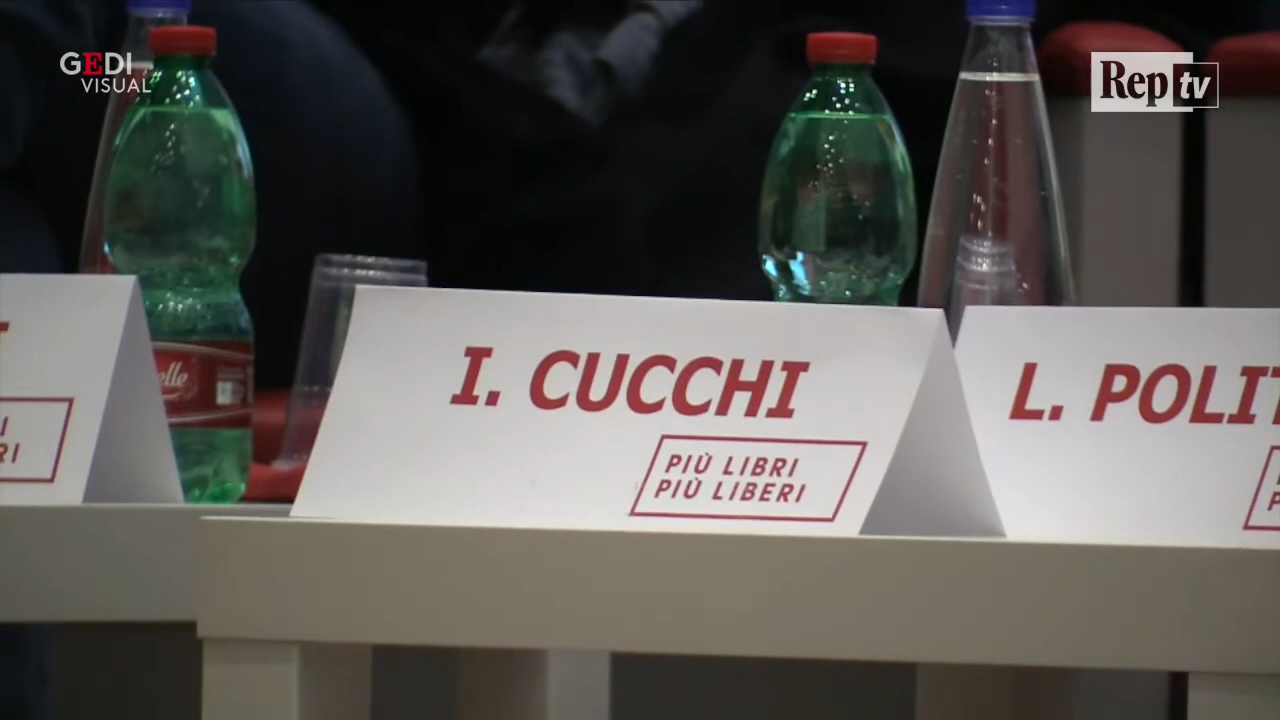 GEDI
VISUAL
Rep tv
I. CUCCHI
PIÙ LIBRI
PIÙ LIBERI
L. POLIT